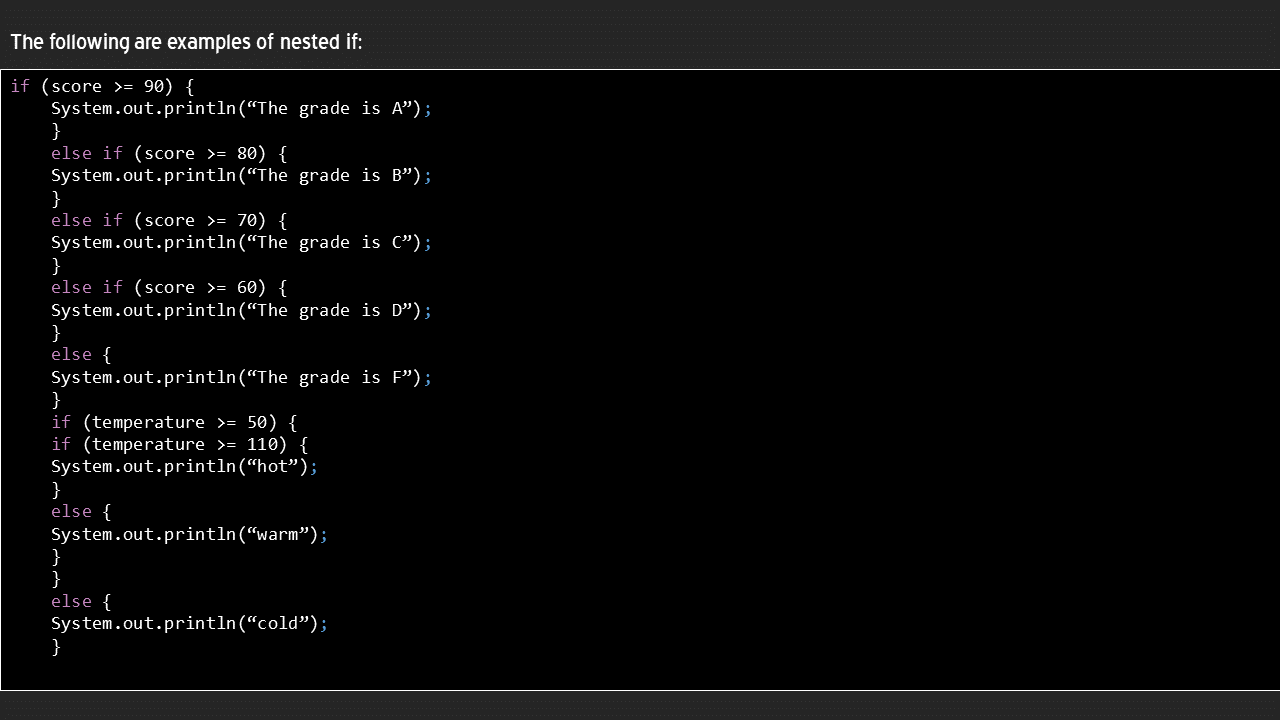 The following are examples of nested if:
if (score >= 90) {
System.out.println(“The grade is A”);
}
else if (score >= 80) {
System.out.println(“The grade is B”);
}
else if (score >= 70) {
System.out.println(“The grade is C”);
}
else if (score >= 60) {
System.out.println(“The grade is D”);
}
else {
System.out.println(“The grade is F”);
}
if (temperature >= 50) {
if (temperature >= 110) {
System.out.println(“hot”);
}
else {
System.out.println(“warm”);
}
}
else {
System.out.println(“cold”);
}